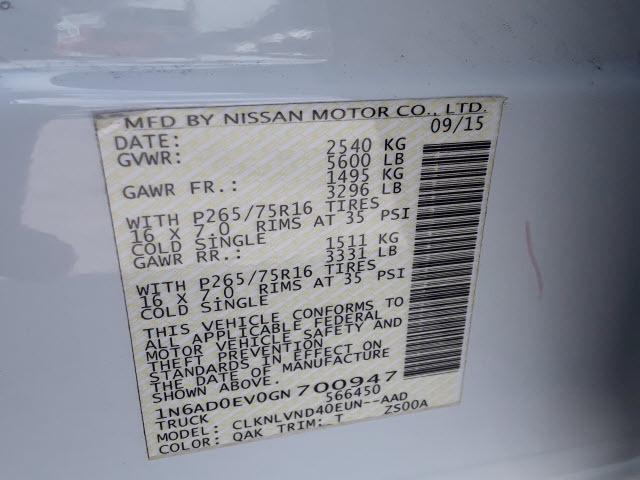 MFD BY NISSAN MOTOR CO., LTD.
DATE: 09/15
GVWR: 2540 KG
5600 LB
GAWR FR.: 1495 KG
3296 LB
WITH P265/75R16 TIRES
16 X 7.0 RIMS AT 35 PSI
COLD SINGLE
GAWR RR.: 1511 KG
3331 LB
WITH P265/75R16 TIRES
16 X 7.0 RIMS AT 35 PSI
COLD SINGLE
THIS VEHICLE CONFORMS TO
ALL APPLICABLE FEDERAL
MOTOR VEHICLE SAFETY AND
THEFT PREVENTION
STANDARDS IN EFFECT ON
THE DATE OF MANUFACTURE
1N6AD0EV0GN700947
TRUCK 566450
MODEL: CLKNLVND40EUN--AAD
COLOR: QAK TRIM: T ZS00A